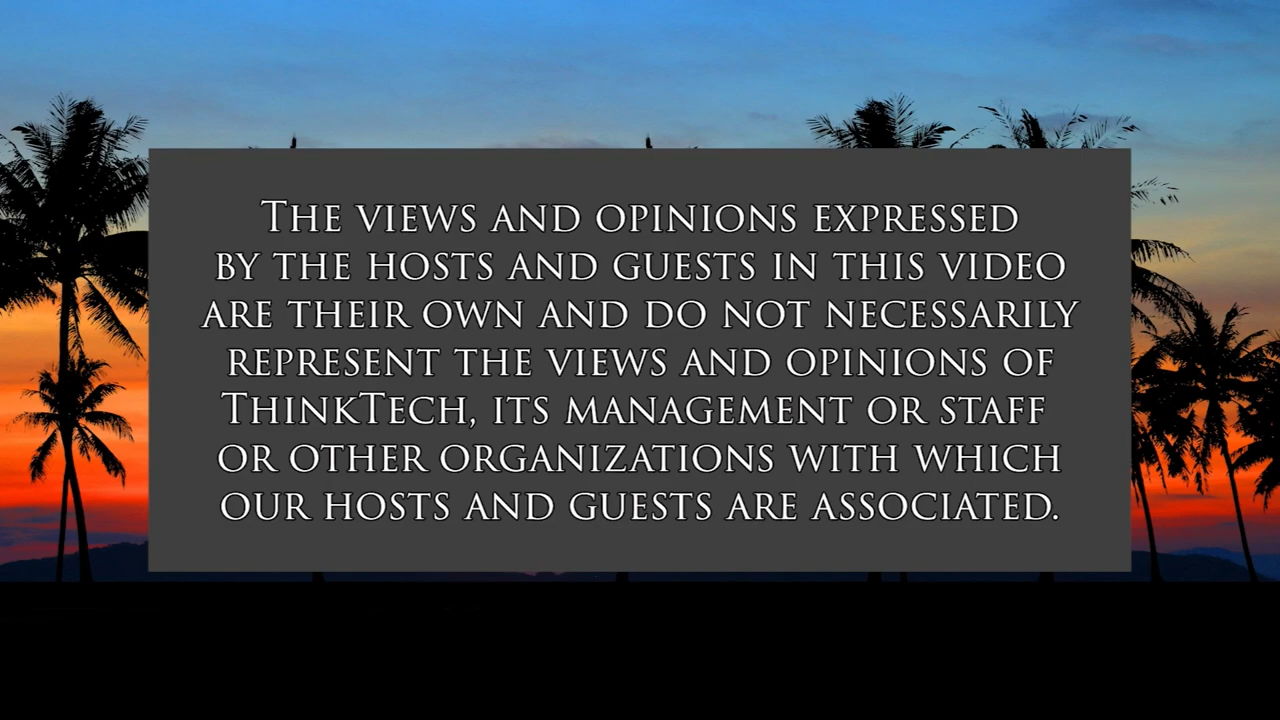 The views and opinions expressed
by the hosts and guests in this video
are their own and do not necessarily
represent the views and opinions of
ThinkTech, its management or staff
or other organizations with which
our hosts and guests are associated.